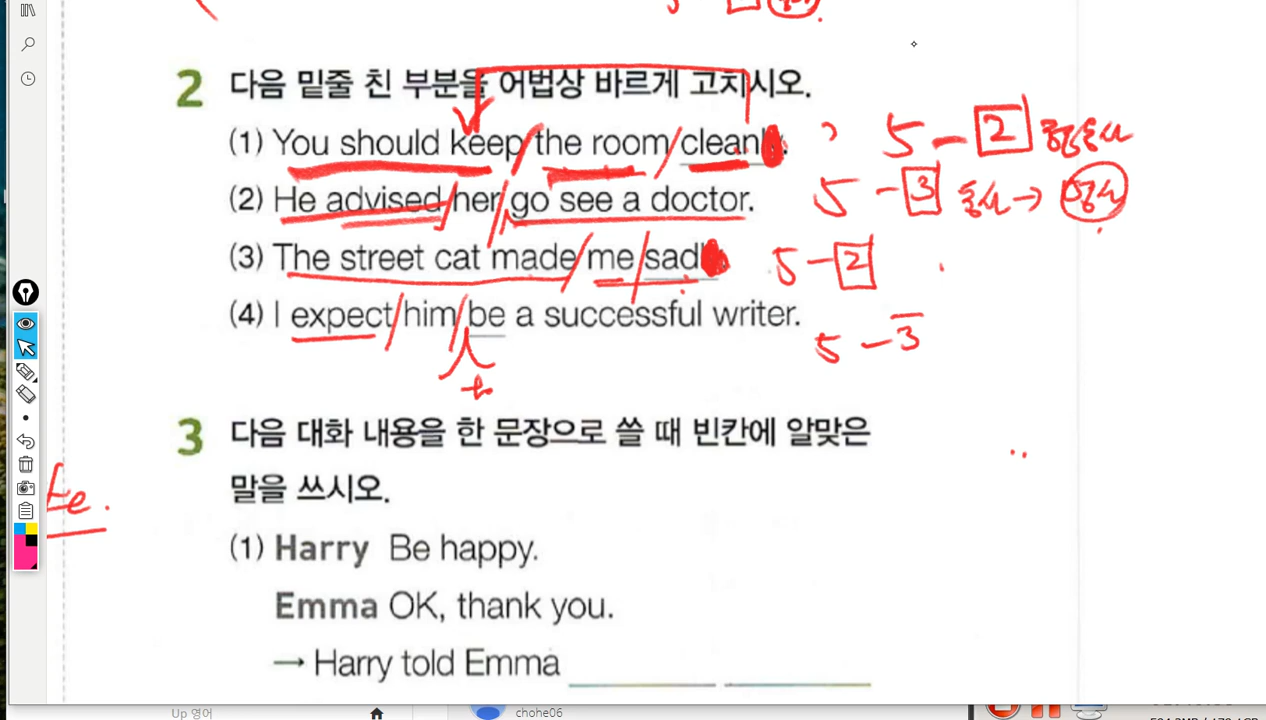 2 다음 밑줄 친 부분을 어법상 바르게 고치시오.
(1) You should keep the room clean. 5 - 2 형용사
(2) He advised her go see a doctor. 5 - 3 동사 →
(3) The street cat made me sad 5 - 2
(4) I expect him be a successful writer. 5 - 3
to
3 다음 대화 내용을 한 문장으로 쓸 때 빈칸에 알맞은
말을 쓰시오.
te.
(1) Harry Be happy.
Emma OK, thank you.
→ Harry told Emma
Up 영어 chohe06